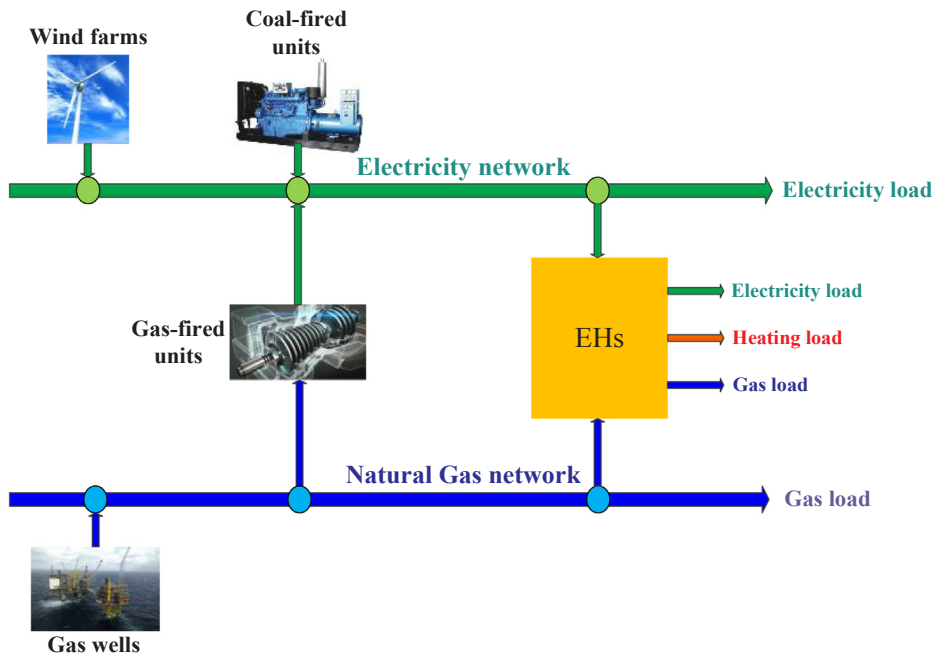 Wind farms
Coal-fired
units
Electricity network
Electricity load
Gas-fired
units
EHs
Electricity load
Heating load
Gas load
Natural Gas network
Gas load
Gas wells